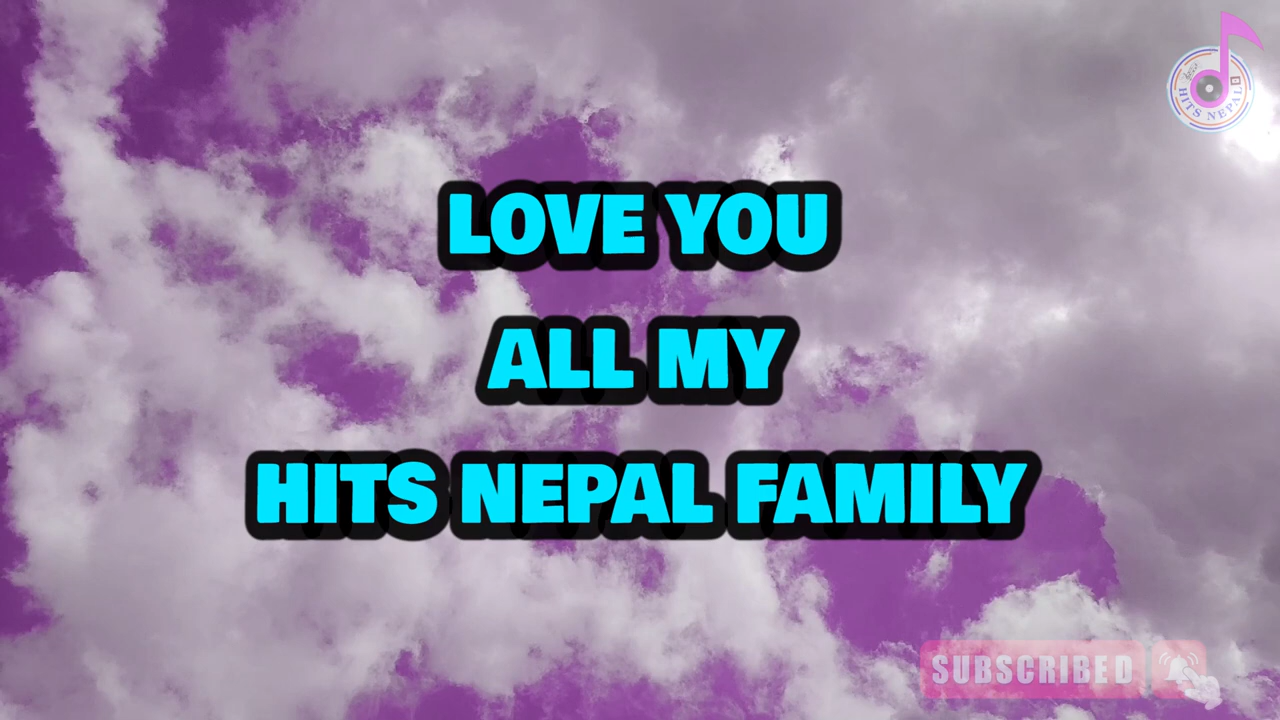 HITS NEPAL
LOVE YOU
ALL MY
HITS NEPAL FAMILY
SUBSCRIBED